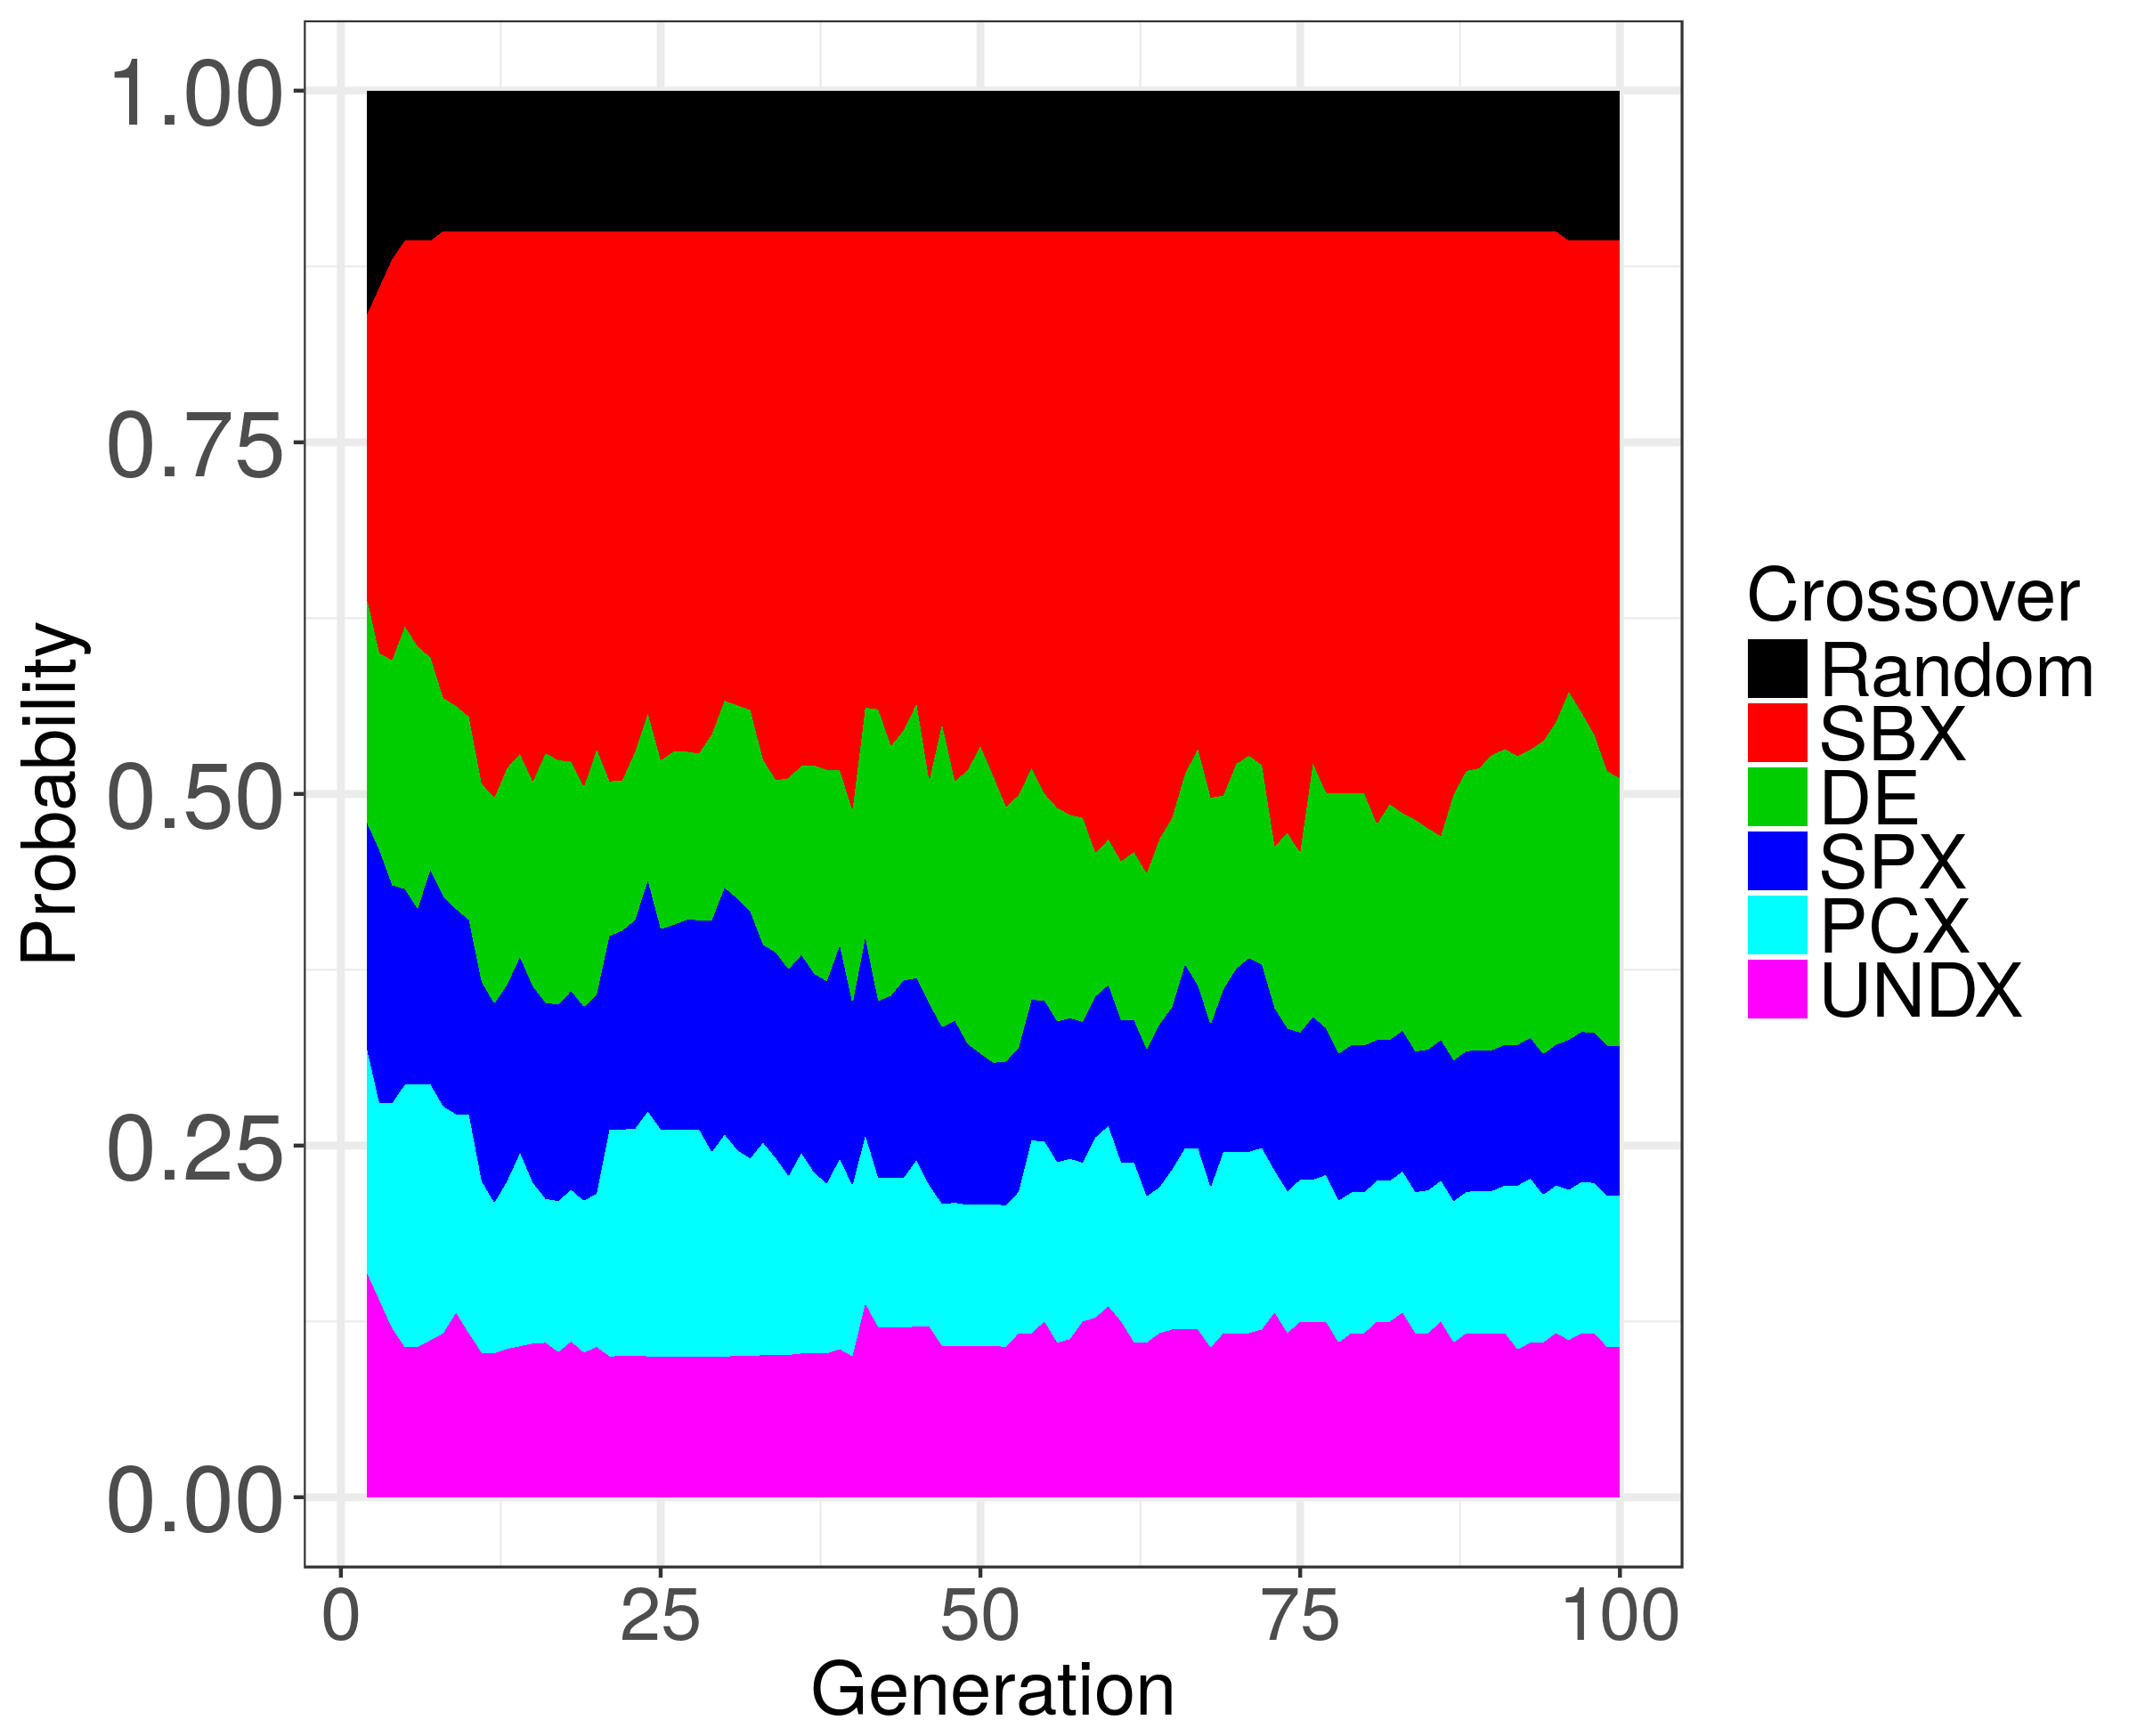 1.00
0.75
0.50
0.25
0.00
Probability
0 25 50 75 100
Generation
Crossover
Random
SBX
DE
SPX
PCX
UNDX